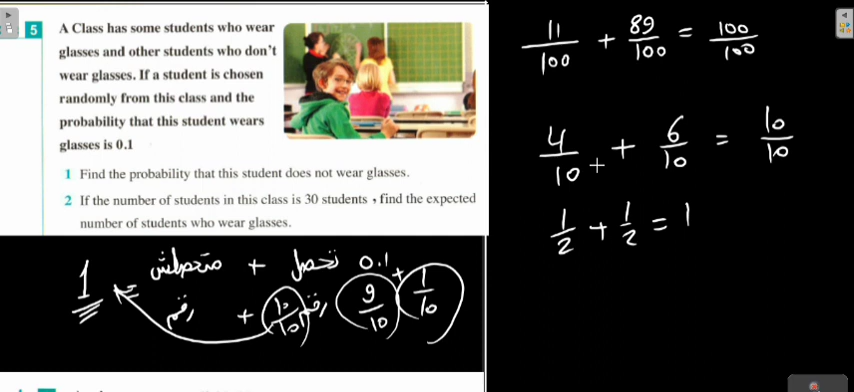 5 A Class has some students who wear
glasses and other students who don't
wear glasses. If a student is chosen
randomly from this class and the
probability that this student wears
glasses is 0.1
1 Find the probability that this student does not wear glasses.
2 If the number of students in this class is 30 students , find the expected
number of students who wear glasses.
11/100 + 89/100 = 100/100
4/10 + + 6/10 = 10/10
1/2 + 1/2 = 1
0.1 تحصل + متحصلش
1/10 + 9/10 رقم 10/10 + رقم
1